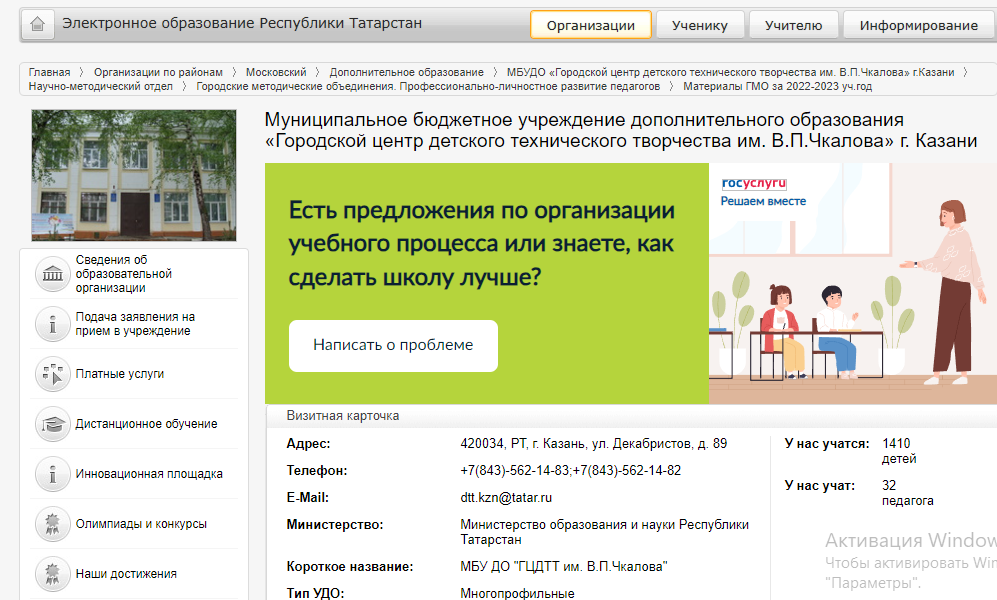 Электронное образование Республики Татарстан
Организации
Ученику
Учителю
Информирование
Главная > Организации по районам > Московский > Дополнительное образование > МБУДО «Городской центр детского технического творчества им. В.П.Чкалова» г.Казани >
Научно-методический отдел > Городские методические объединения. Профессионально-личностное развитие педагогов > Материалы ГМО за 2022-2023 уч.год
Муниципальное бюджетное учреждение дополнительного образования
«Городской центр детского технического творчества им. В.П.Чкалова» г. Казани
Есть предложения по организации
учебного процесса или знаете, как
сделать школу лучше?
Написать о проблеме
госуслуги
Решаем вместе
Сведения об
образовательной
организации
Подача заявления на
прием в учреждение
Платные услуги
Дистанционное обучение
Инновационная площадка
Олимпиады и конкурсы
Наши достижения
Визитная карточка
Адрес: 420034, РТ, г. Казань, ул. Декабристов, д. 89
Телефон: +7(843)-562-14-83;+7(843)-562-14-82
E-Mail: dtt.kzn@tatar.ru
Министерство: Министерство образования и науки Республики
Татарстан
Короткое название: МБУ ДО "ГЦДТТ им. В.П.Чкалова"
Тип УДО: Многопрофильные
У нас учатся: 1410
детей
У нас учат: 32
педагога
Активация Window
Чтобы активировать Win
"Параметры".